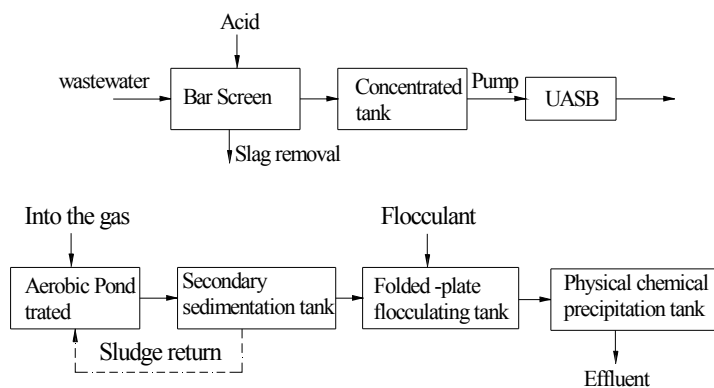 Acid
wastewater
Bar Screen
Concentrated
tank
Pump
UASB
Slag removal
Into the gas
Flocculant
Aerobic Pond
trated
Secondary
sedimentation tank
Folded -plate
flocculating tank
Physical chemical
precipitation tank
Sludge return
Effluent